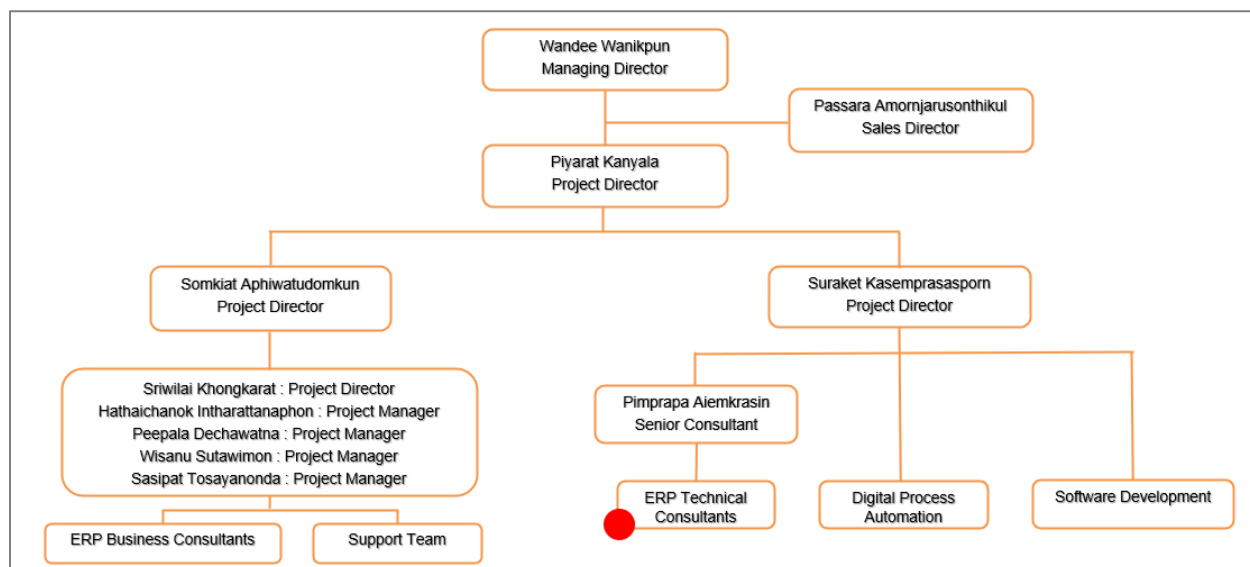 Wandee Wanikpun
Managing Director
Passara Amornjarusonthikul
Sales Director
Piyarat Kanyala
Project Director
Somkiat Aphiwatudomkun
Project Director
Suraket Kasemprasasporn
Project Director
Sriwilai Khongkarat : Project Director
Hathaichanok Intharattanaphon : Project Manager
Peepala Dechawatna : Project Manager
Wisanu Sutawimon : Project Manager
Sasipat Tosayanonda : Project Manager
Pimprapa Aiemkrasin
Senior Consultant
ERP Business Consultants
Support Team
ERP Technical
Consultants
Digital Process
Automation
Software Development